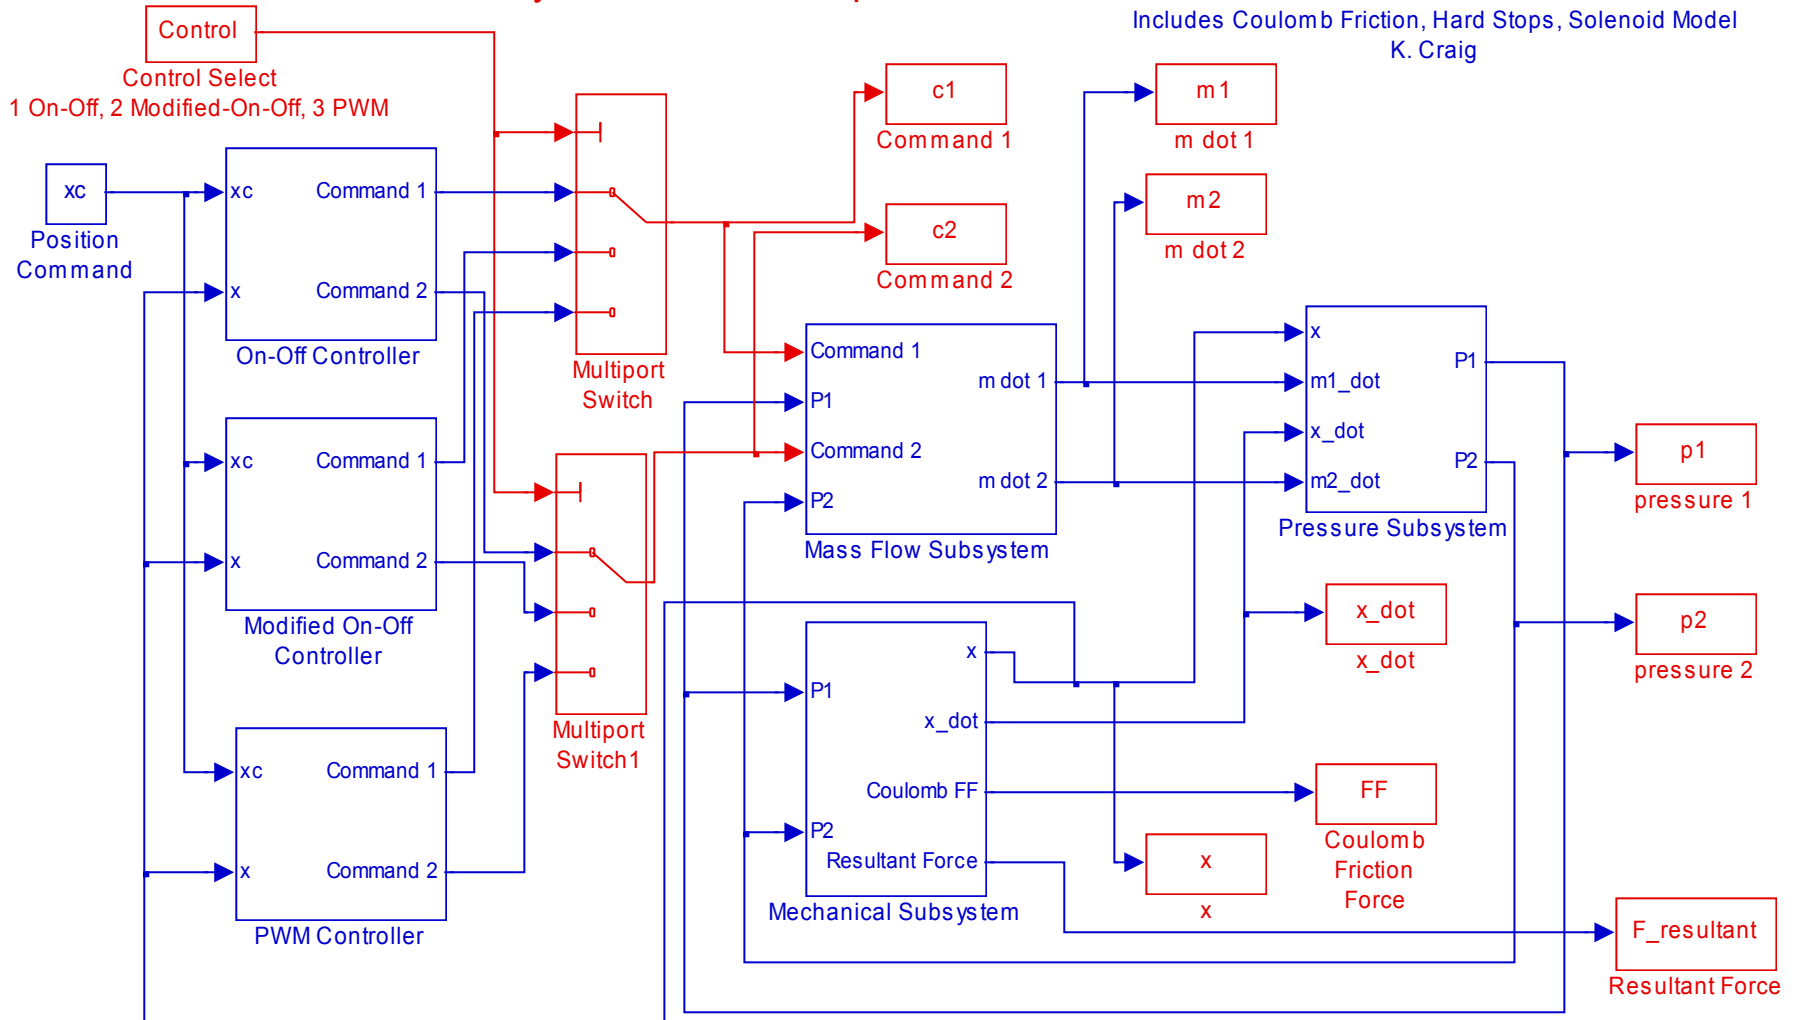 Includes Coulomb Friction, Hard Stops, Solenoid Model
K. Craig
Control
Control Select
1 On-Off, 2 Modified-On-Off, 3 PWM
xc
Position
Command
xc
Command 1
x
Command 2
On-Off Controller
xc
Command 1
x
Command 2
Modified On-Off
Controller
xc
Command 1
x
Command 2
PWM Controller
Multiport
Switch
Multiport
Switch1
c1
Command 1
c2
Command 2
m1
m dot 1
m2
m dot 2
Command 1
P1
Command 2
P2
m dot 1
m dot 2
Mass Flow Subsystem
x
m1_dot
x_dot
m2_dot
P1
P2
Pressure Subsystem
p1
pressure 1
p2
pressure 2
x_dot
x_dot
P1
P2
x
x_dot
Coulomb FF
Resultant Force
Mechanical Subsystem
FF
Coulomb
Friction
Force
x
x
F_resultant
Resultant Force